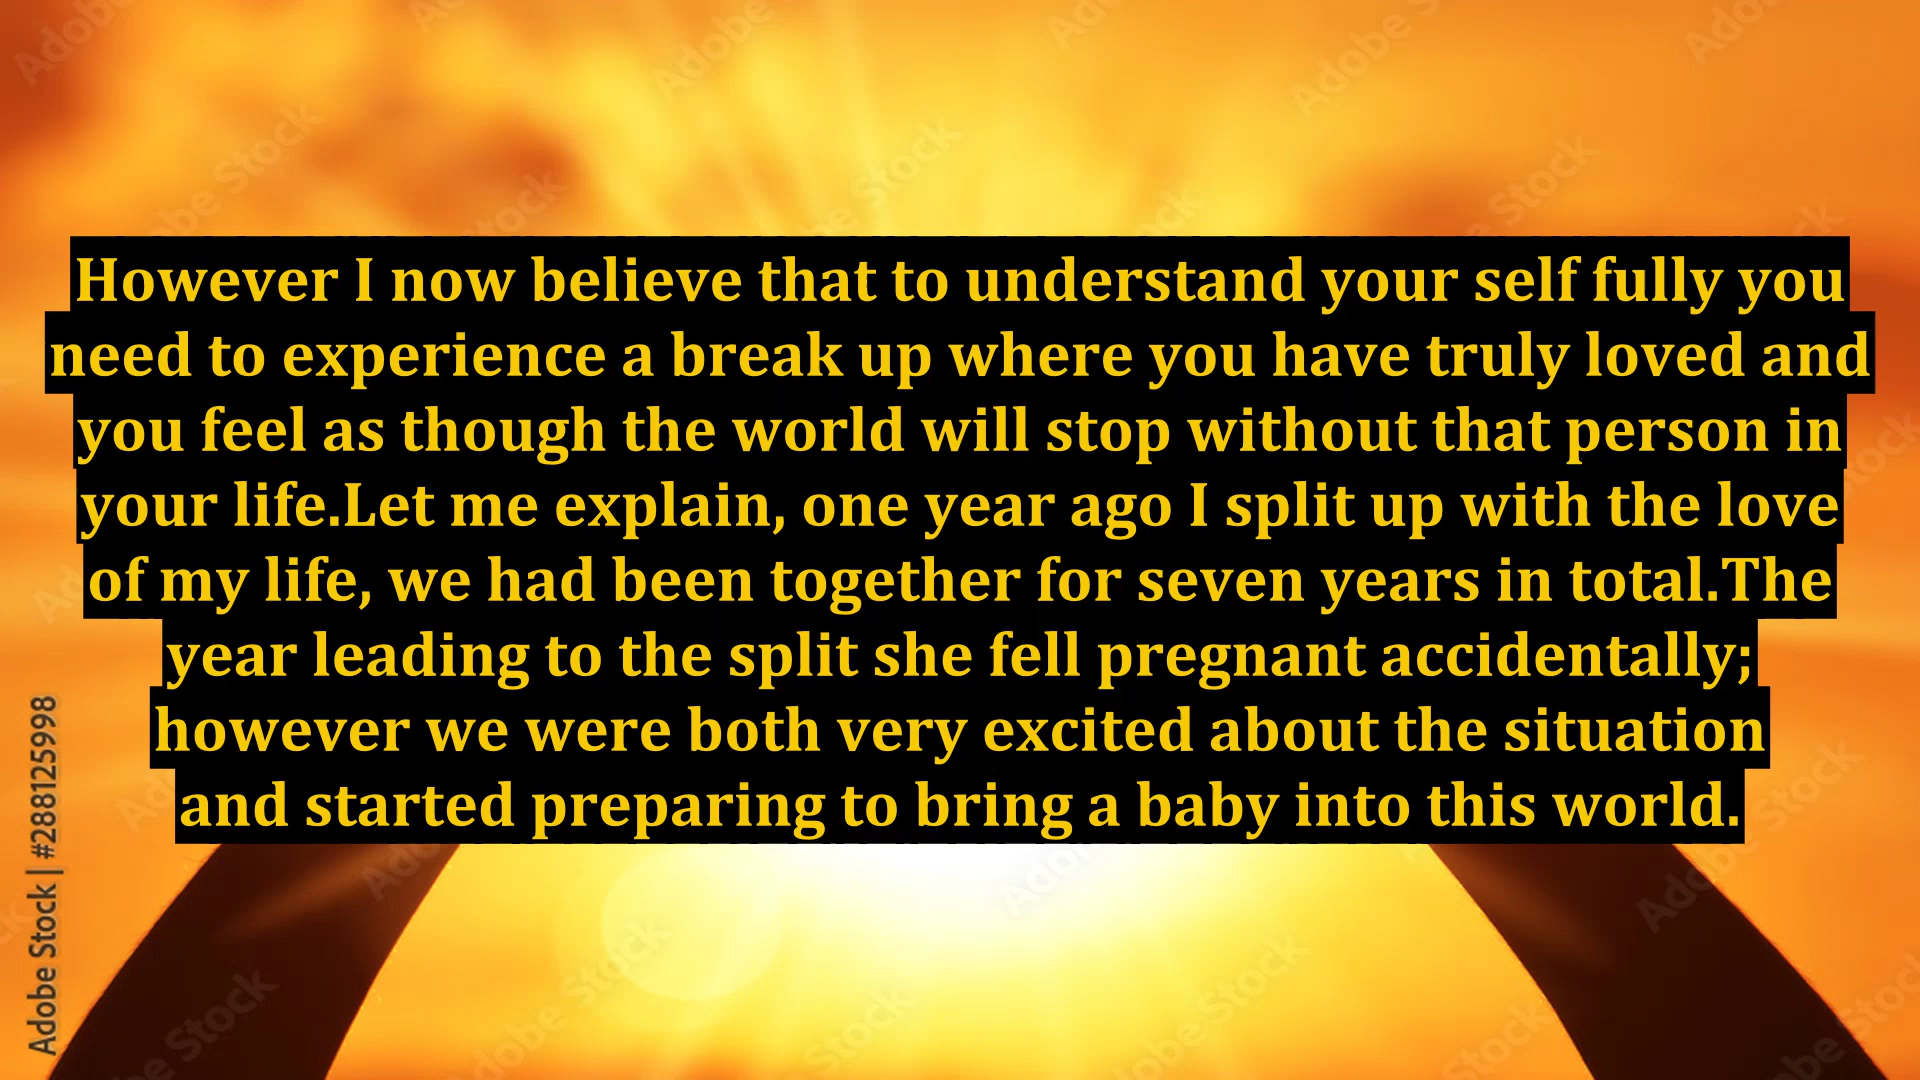 However I now believe that to understand your self fully you
need to experience a break up where you have truly loved and
you feel as though the world will stop without that person in
your life.Let me explain, one year ago I split up with the love
of my life, we had been together for seven years in total.The
year leading to the split she fell pregnant accidentally;
however we were both very excited about the situation
and started preparing to bring a baby into this world.
Adobe Stock | #288125998